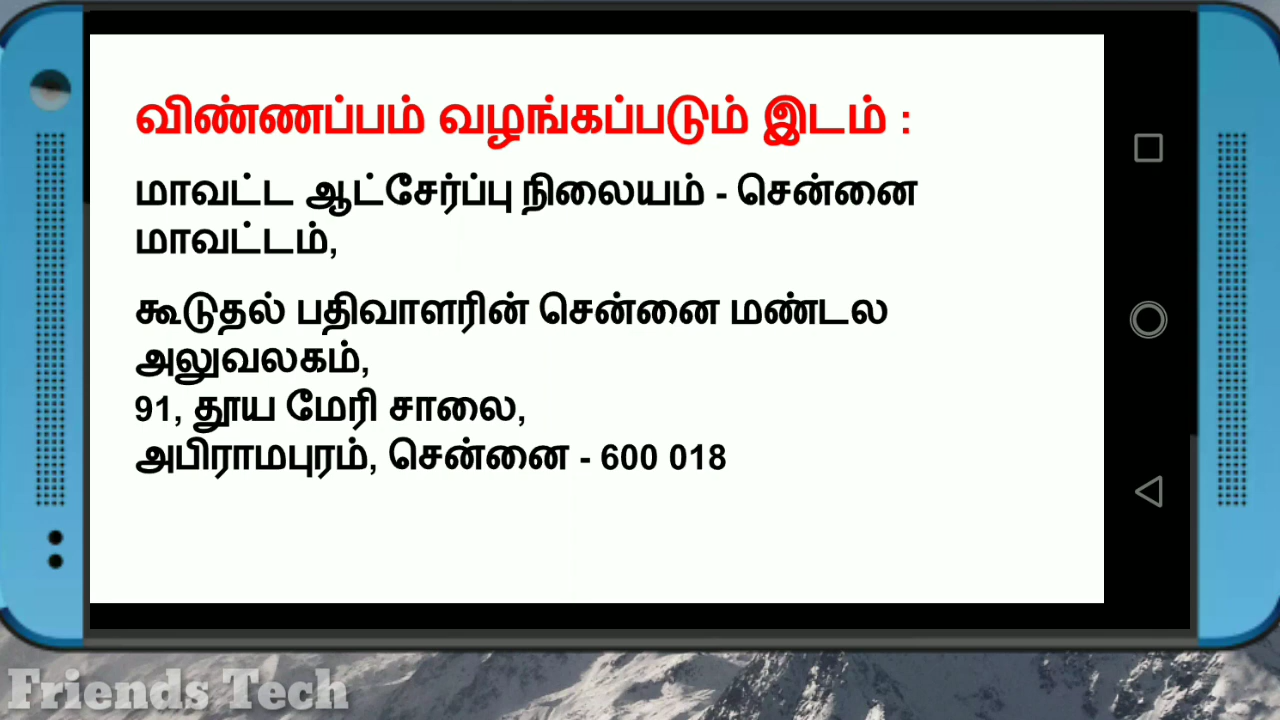 விண்ணப்பம் வழங்கப்படும் இடம் :
மாவட்ட ஆட்சேர்ப்பு நிலையம் - சென்னை
மாவட்டம்,
கூடுதல் பதிவாளரின் சென்னை மண்டல
அலுவலகம்,
91, தூய மேரி சாலை,
அபிராமபுரம், சென்னை - 600 018
Friends Tech